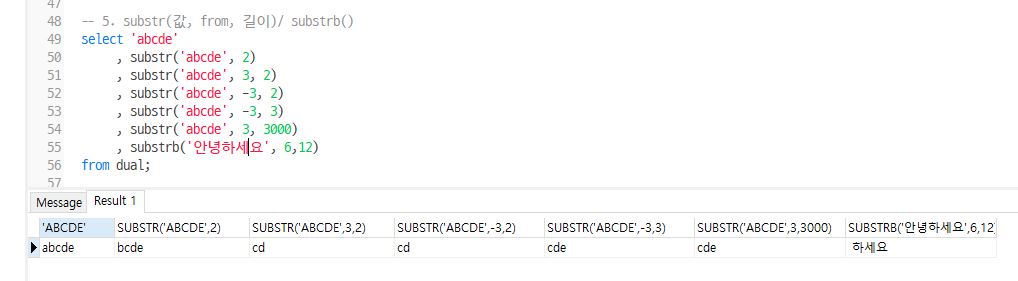 47
48 -- 5. substr(값, from, 길이)/ substrb()
49 select 'abcde'
50 , substr('abcde', 2)
51 , substr('abcde', 3, 2)
52 , substr('abcde', -3, 2)
53 , substr('abcde', -3, 3)
54 , substr('abcde', 3, 3000)
55 , substrb('안녕하세요', 6,12)
56 from dual;
57
Message Result 1
'ABCDE' SUBSTR('ABCDE',2) SUBSTR('ABCDE',3,2) SUBSTR('ABCDE',-3,2) SUBSTR('ABCDE',-3,3) SUBSTR('ABCDE',3,3000) SUBSTRB('안녕하세요',6,12)
abcde bcde cd cd cde cde 하세요